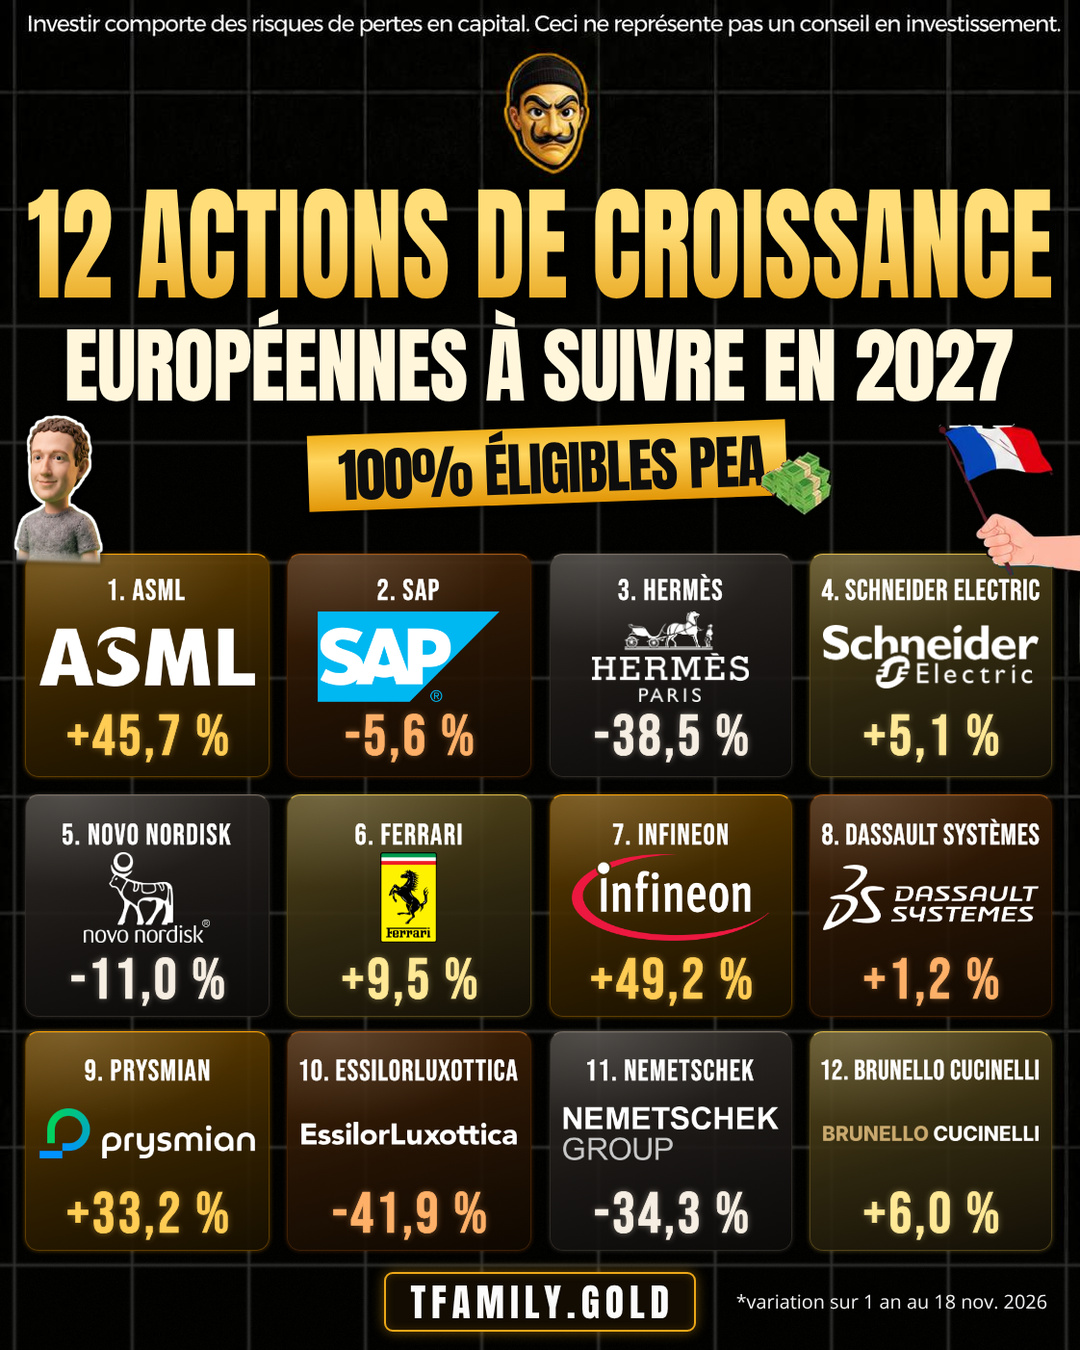 Investir comporte des risques de pertes en capital. Ceci ne représente pas un conseil en investissement.
12 ACTIONS DE CROISSANCE
EUROPÉENNES À SUIVRE EN 2027
100% ÉLIGIBLES PEA
1. ASML
ASML
+45,7 %
2. SAP
SAP®
-5,6 %
3. HERMÈS
HERMÈS
PARIS
-38,5 %
4. SCHNEIDER ELECTRIC
Schneider
Electric
+5,1 %
5. NOVO NORDISK
novo nordisk®
-11,0 %
6. FERRARI
Ferrari
+9,5 %
7. INFINEON
infineon
+49,2 %
8. DASSAULT SYSTÈMES
3DS DASSAULT
SYSTEMES
+1,2 %
9. PRYSMIAN
prysmian
+33,2 %
10. ESSILORLUXOTTICA
EssilorLuxottica
-41,9 %
11. NEMETSCHEK
NEMETSCHEK
GROUP
-34,3 %
12. BRUNELLO CUCINELLI
BRUNELLO CUCINELLI
+6,0 %
TFAMILY.GOLD
*variation sur 1 an au 18 nov. 2026